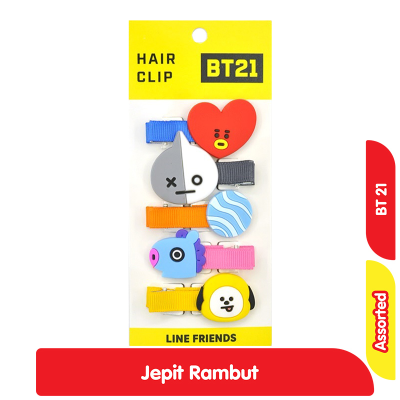 HAIR
CLIP
BT21
LINE FRIENDS
BT 21
Assorted
Jepit Rambut